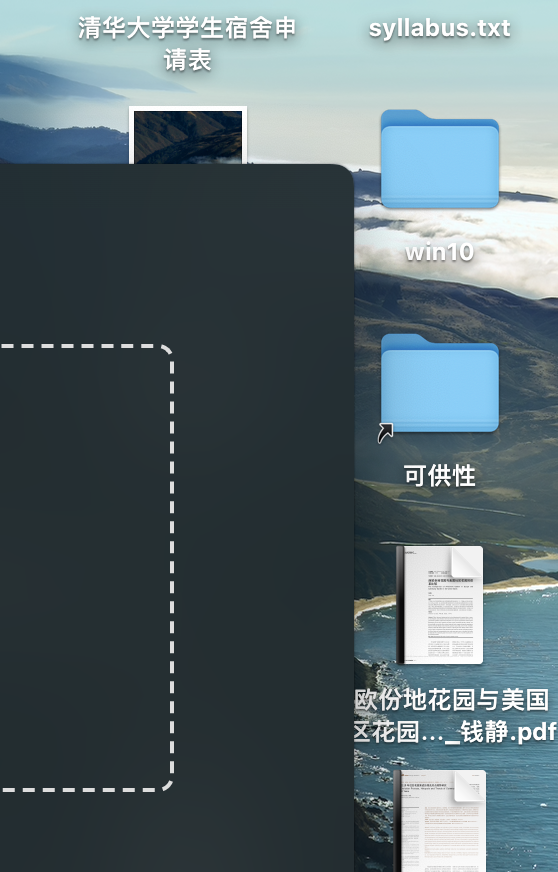 清华大学学生宿舍申
请表
syllabus.txt
win10
可供性
欧份地花园与美国
区花园…_钱静.pdf